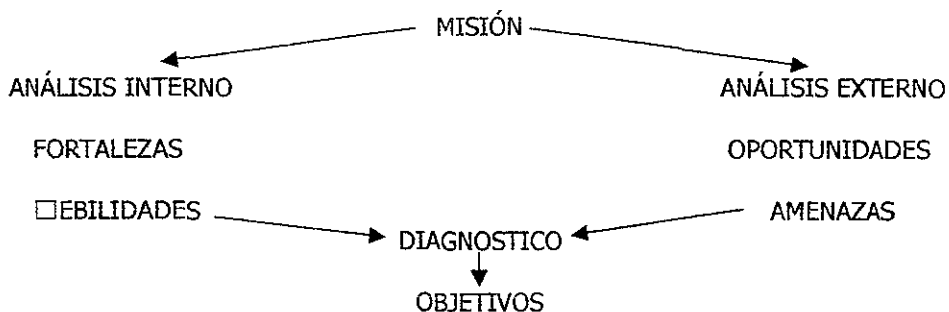 MISIÓN
ANÁLISIS INTERNO
ANÁLISIS EXTERNO
FORTALEZAS
OPORTUNIDADES
□EBILIDADES
AMENAZAS
DIAGNOSTICO
OBJETIVOS